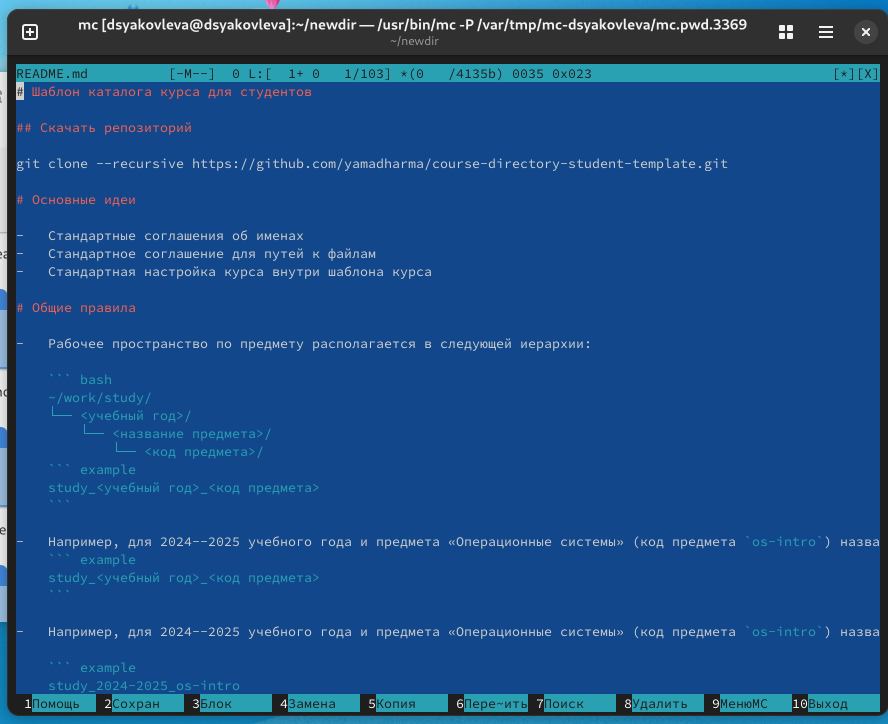 mc [dsyakovleva@dsyakovleva]:~/newdir — /usr/bin/mc -P /var/tmp/mc-dsyakovleva/mc.pwd.3369
~/newdir
README.md          [-M--]  0 L:[  1+ 0   1/103] *(0   /4135b) 0035 0x023                              [*][X]
# Шаблон каталога курса для студентов
## Скачать репозиторий
git clone --recursive https://github.com/yamadharma/course-directory-student-template.git
# Основные идеи
-   Стандартные соглашения об именах
-   Стандартное соглашение для путей к файлам
-   Стандартная настройка курса внутри шаблона курса
# Общие правила
-   Рабочее пространство по предмету располагается в следующей иерархии:
    ``` bash
    ~/work/study/
    └── <учебный год>/
        └── <название предмета>/
            └── <код предмета>/
    ``` example
    study_<учебный год>_<код предмета>
    ```
-   Например, для 2024--2025 учебного года и предмета «Операционные системы» (код предмета `os-intro`) назва
    ``` example
    study_<учебный год>_<код предмета>
    ```
-   Например, для 2024--2025 учебного года и предмета «Операционные системы» (код предмета `os-intro`) назва
    ``` example
    study_2024-2025_os-intro
1Помощь  2Сохран  3Блок  4Замена  5Копия  6Пере~ить 7Поиск  8Удалить  9МенюMC  10Выход